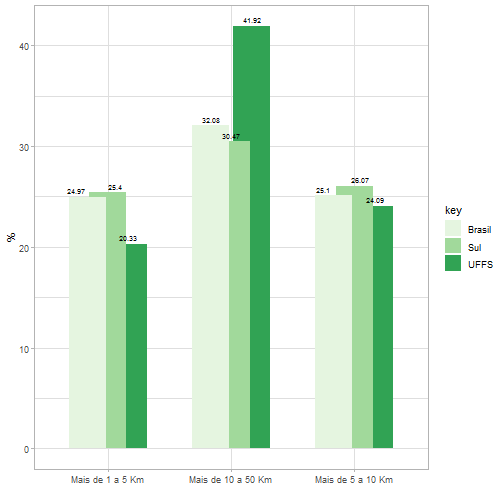 41.92
40
32.08
30.47
30
24.97
25.4
20.33
25.1
26.07
24.09
key
Brasil
Sul
UFFS
%
20
10
0
Mais de 1 a 5 Km
Mais de 10 a 50 Km
Mais de 5 a 10 Km